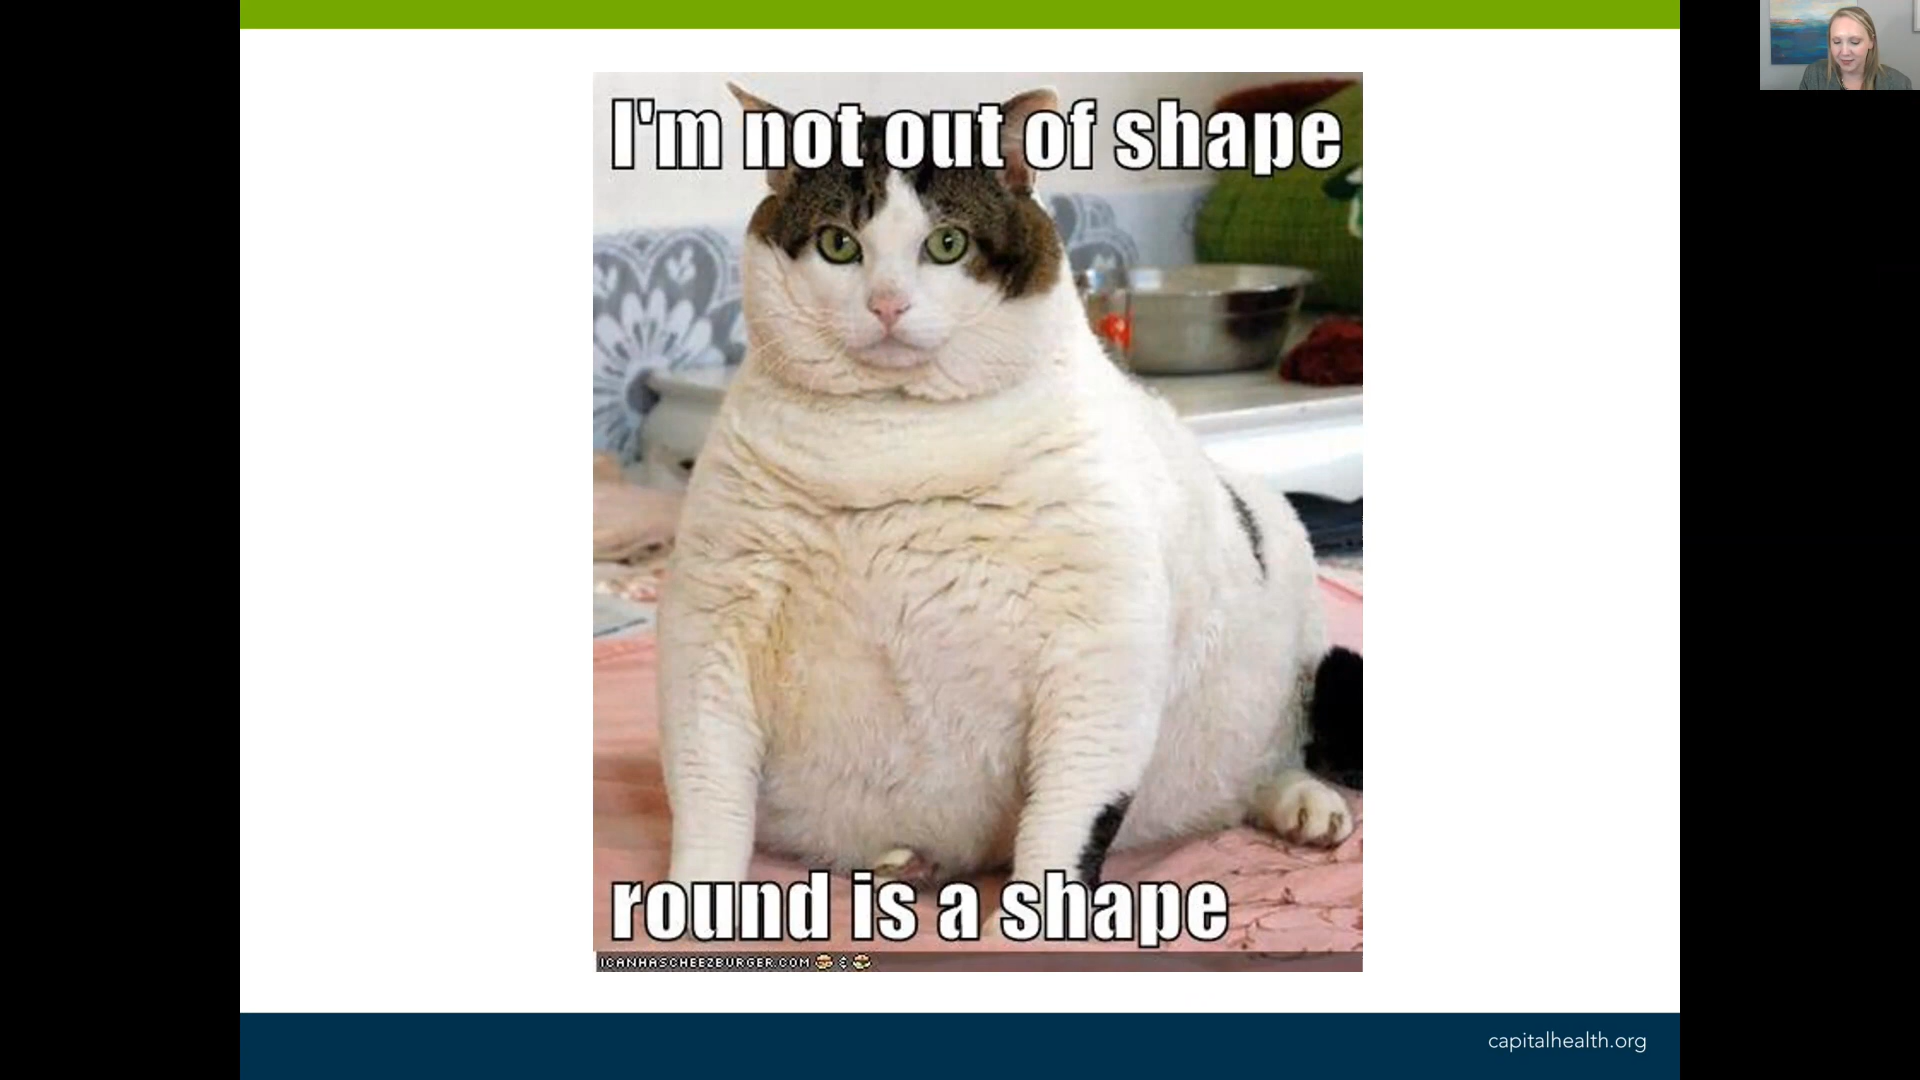 I'm not out of shape
round is a shape
ICANHASCHEEZBURGER.COM
capitalhealth.org